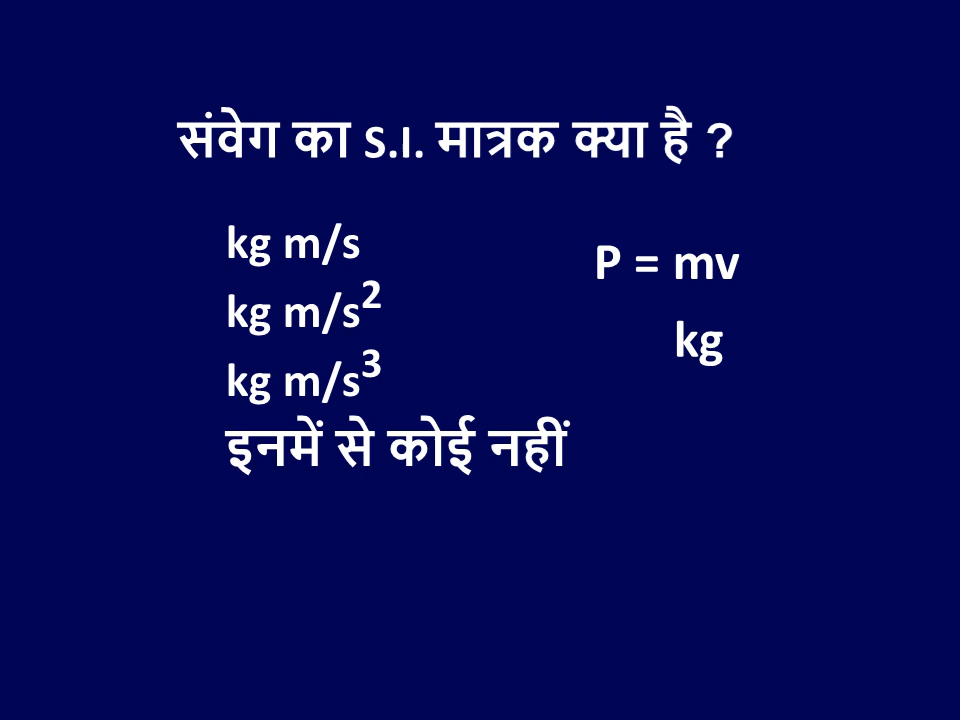 संवेग का S.I. मात्रक क्या है ?
kg m/s
kg m/s²
kg m/s³
इनमें से कोई नहीं
P = mv
kg